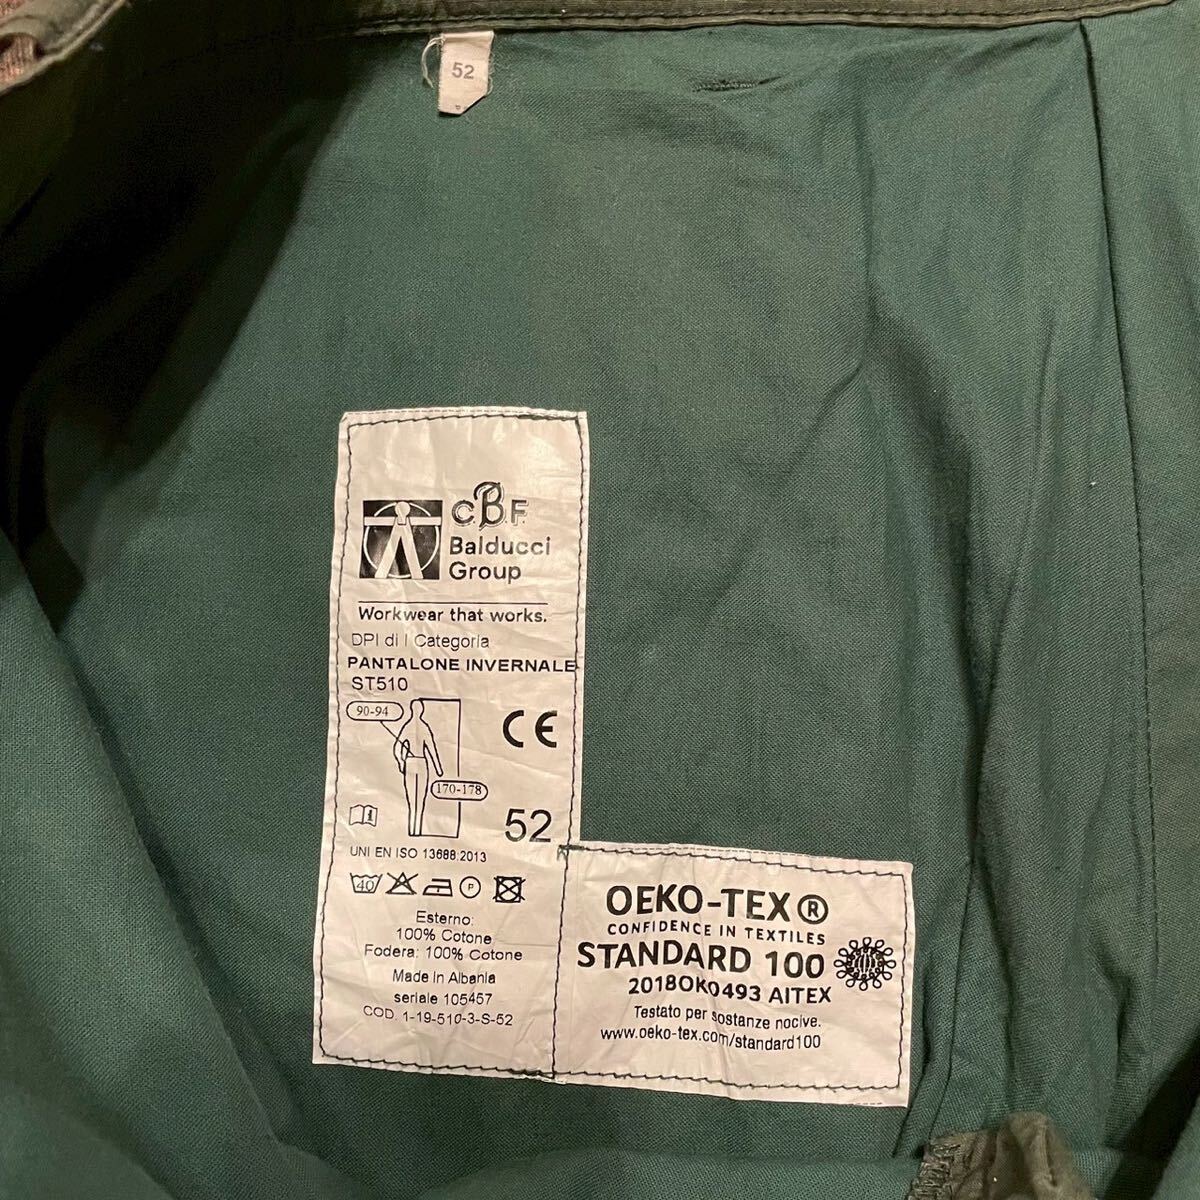 52
C.B.F.
Balducci
Group
Workwear that works.
DPI di I Categoria
PANTALONE INVERNALE
ST510
90-94
CE
170-178
52
UNI EN ISO 13688:2013
40
P
Esterno:
100% Cotone
Fodera: 100% Cotone
Made in Albania
seriale 105457
COD. 1-19-510-3-S-52
OEKO-TEX®
CONFIDENCE IN TEXTILES
STANDARD 100
2018OK0493 AITEX
Testato per sostanze nocive.
www.oeko-tex.com/standard100